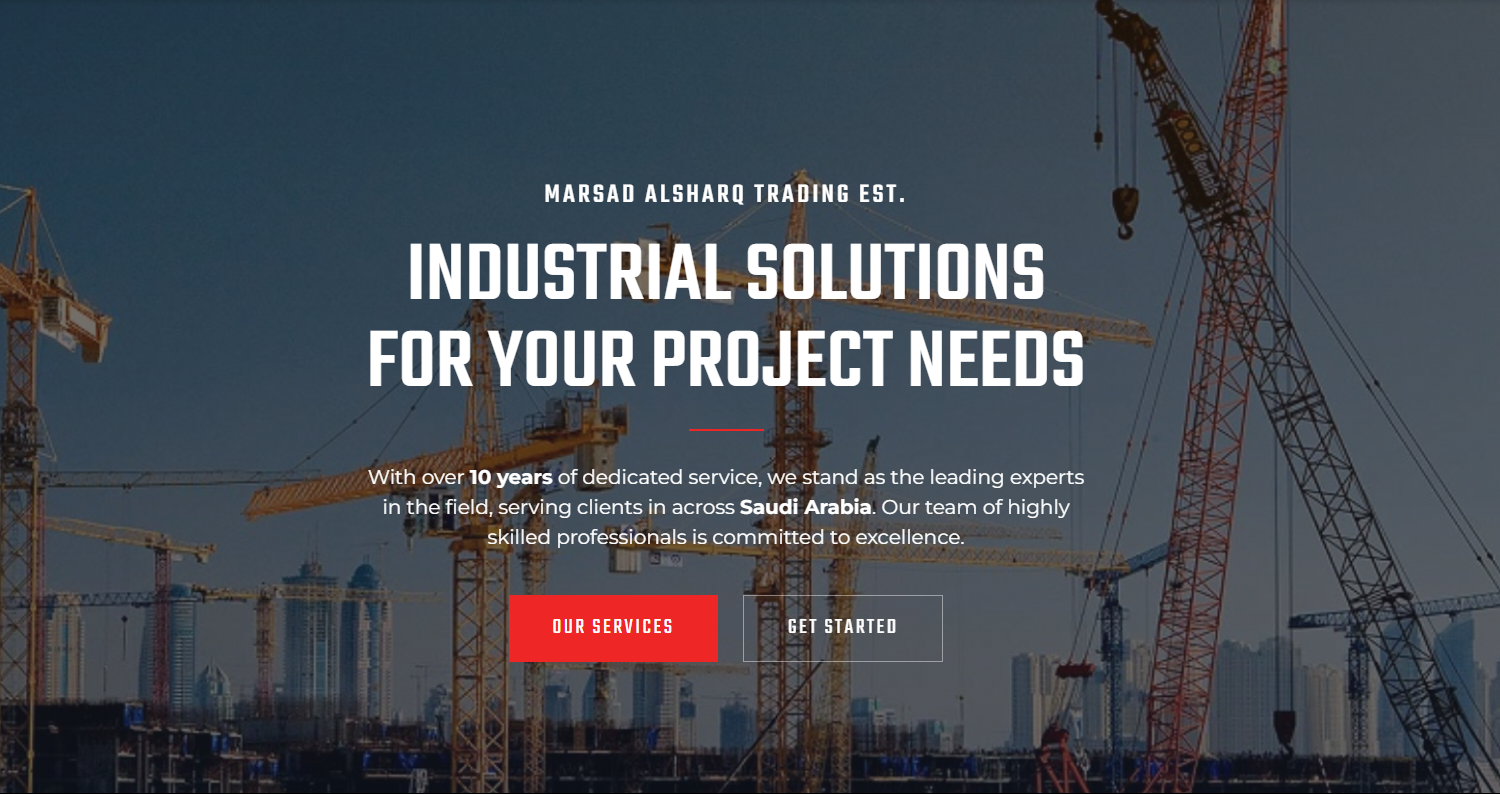 MARSAD ALSHARQ TRADING EST.
INDUSTRIAL SOLUTIONS
FOR YOUR PROJECT NEEDS
With over 10 years of dedicated service, we stand as the leading experts
in the field, serving clients in across Saudi Arabia. Our team of highly
skilled professionals is committed to excellence.
OUR SERVICES
GET STARTED